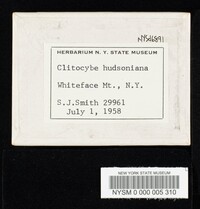 HERBARIUM N. Y. STATE MUSEUM
Clitocybe hudsoniana
Whiteface Mt., N.Y.
S.J.Smith 29961
July 1, 1958
NEW YORK STATE MUSEUM
NYSM 0 000 005 310